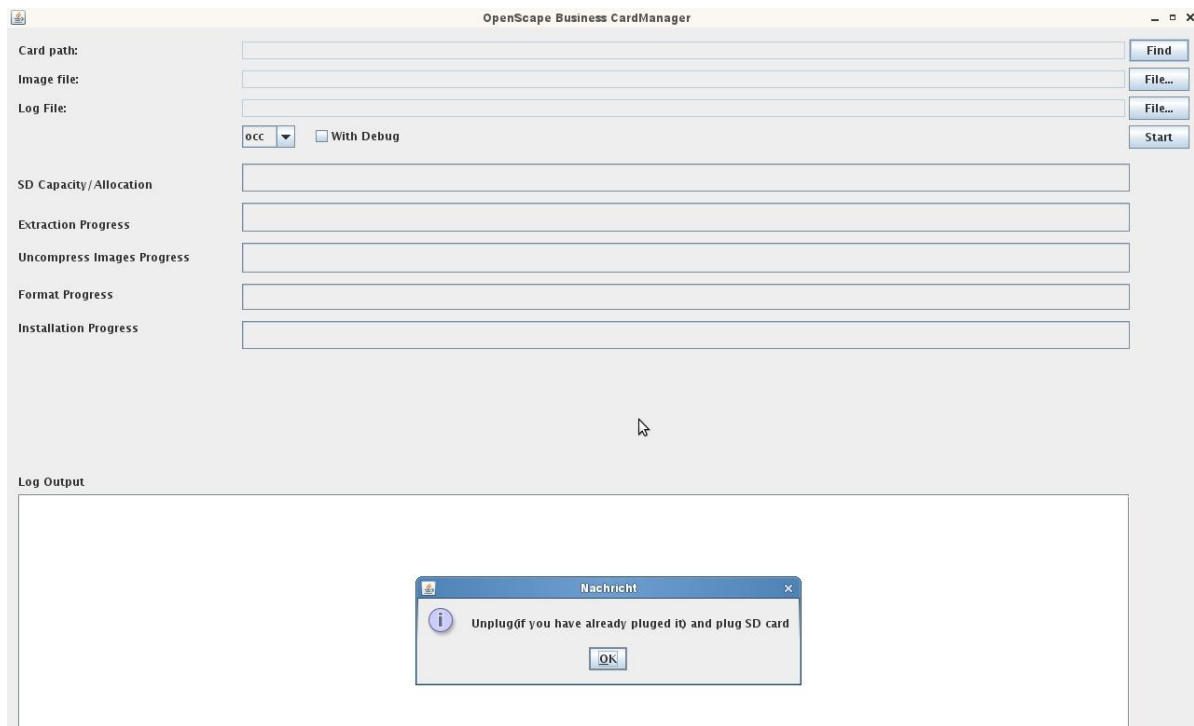 OpenScape Business CardManager
Card path:
Find
Image file:
File...
Log File:
File...
occ
With Debug
Start
SD Capacity/Allocation
Extraction Progress
Uncompress Images Progress
Format Progress
Installation Progress
Log Output
Nachricht
Unplug(if you have already pluged it) and plug SD card
OK